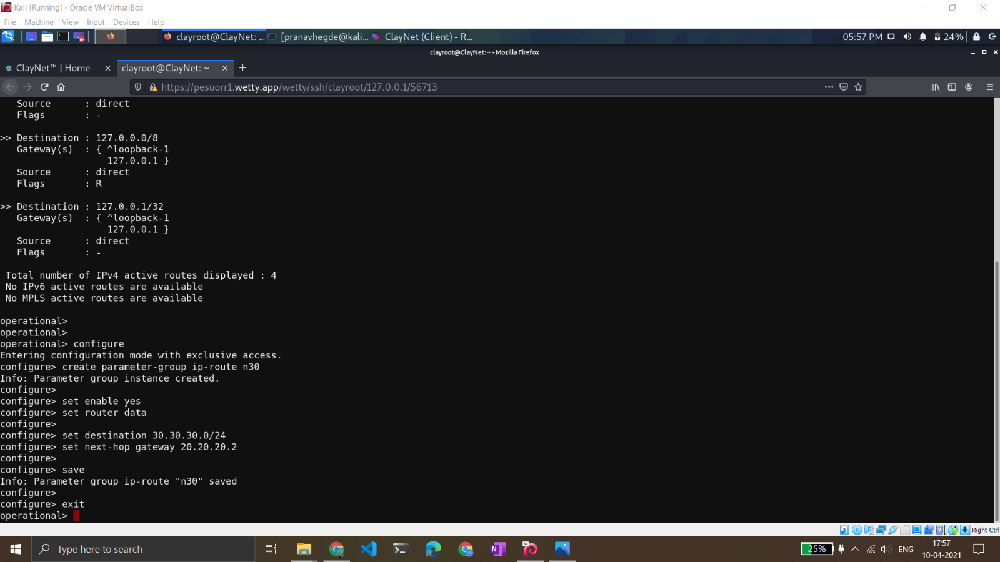 Kali [Running] - Oracle VM VirtualBox
File Machine View Input Devices Help
clayroot@ClayNet: ... [pranavhegde@kali... ClayNet (Client) - R... 05:57 PM 24%
clayroot@ClayNet: ~ - Mozilla Firefox
ClayNet™ | Home clayroot@ClayNet: ~
https://pesuorr1.wetty.app/wetty/ssh/clayroot/127.0.0.1/56713
Source : direct
Flags : -
>> Destination : 127.0.0.0/8
Gateway(s) : { ^loopback-1
127.0.0.1 }
Source : direct
Flags : R
>> Destination : 127.0.0.1/32
Gateway(s) : { ^loopback-1
127.0.0.1 }
Source : direct
Flags : -
Total number of IPv4 active routes displayed : 4
No IPv6 active routes are available
No MPLS active routes are available
operational>
operational>
operational> configure
Entering configuration mode with exclusive access.
configure> create parameter-group ip-route n30
Info: Parameter group instance created.
configure>
configure> set enable yes
configure> set router data
configure>
configure> set destination 30.30.30.0/24
configure> set next-hop gateway 20.20.20.2
configure>
configure> save
Info: Parameter group ip-route "n30" saved
configure>
configure> exit
operational>
Right Ctrl
Type here to search
25% ENG 17:57
10-04-2021